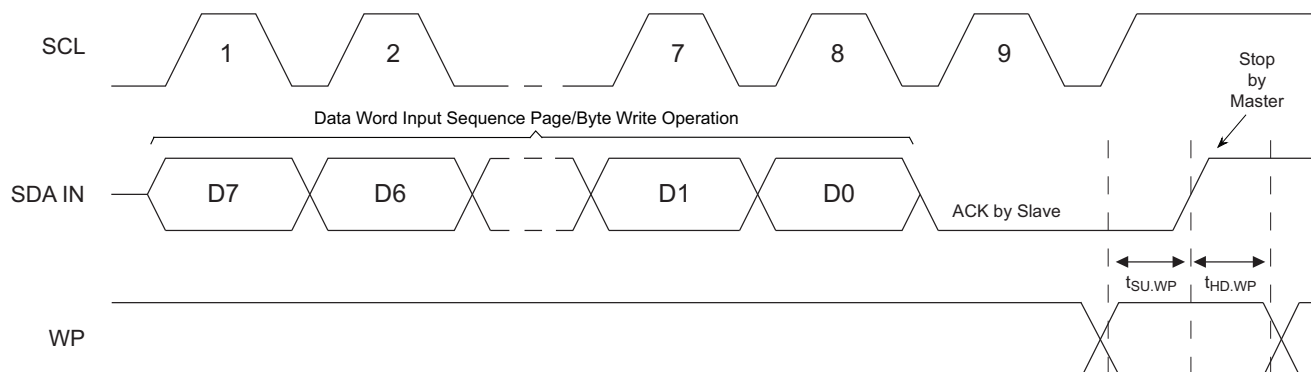 SCL
1
2
7
8
9
Stop
by
Master
Data Word Input Sequence Page/Byte Write Operation
SDA IN
D7
D6
D1
D0
ACK by Slave
tSU.WP
tHD.WP
WP